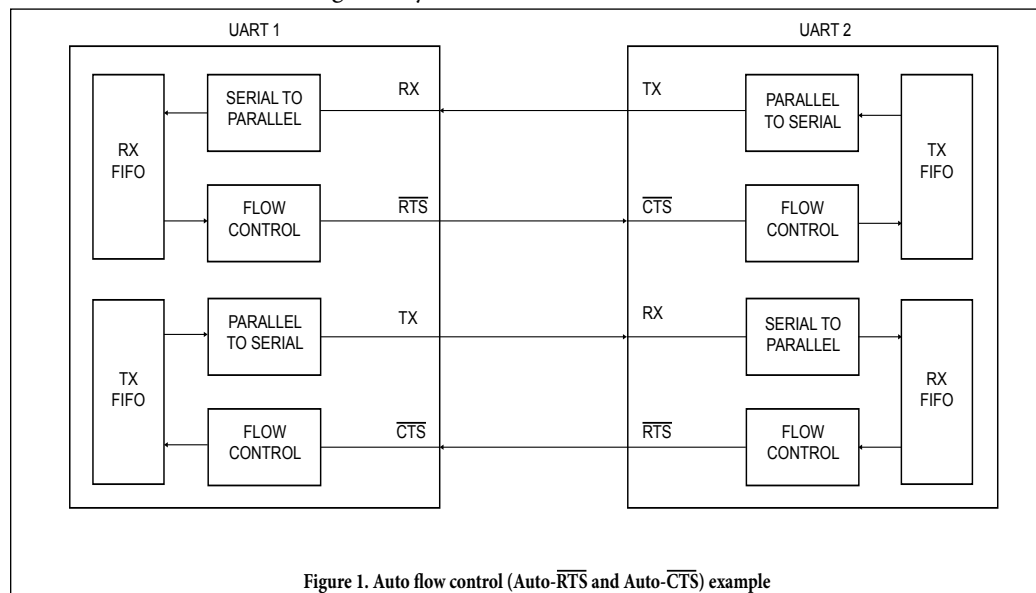 UART 1
UART 2
RX
FIFO
SERIAL TO
PARALLEL
RX
TX
PARALLEL
TO SERIAL
TX
FIFO
FLOW
CONTROL
RTS
CTS
FLOW
CONTROL
TX
FIFO
PARALLEL
TO SERIAL
TX
RX
SERIAL TO
PARALLEL
RX
FIFO
FLOW
CONTROL
CTS
RTS
FLOW
CONTROL
Figure 1. Auto flow control (Auto-RTS and Auto-CTS) example